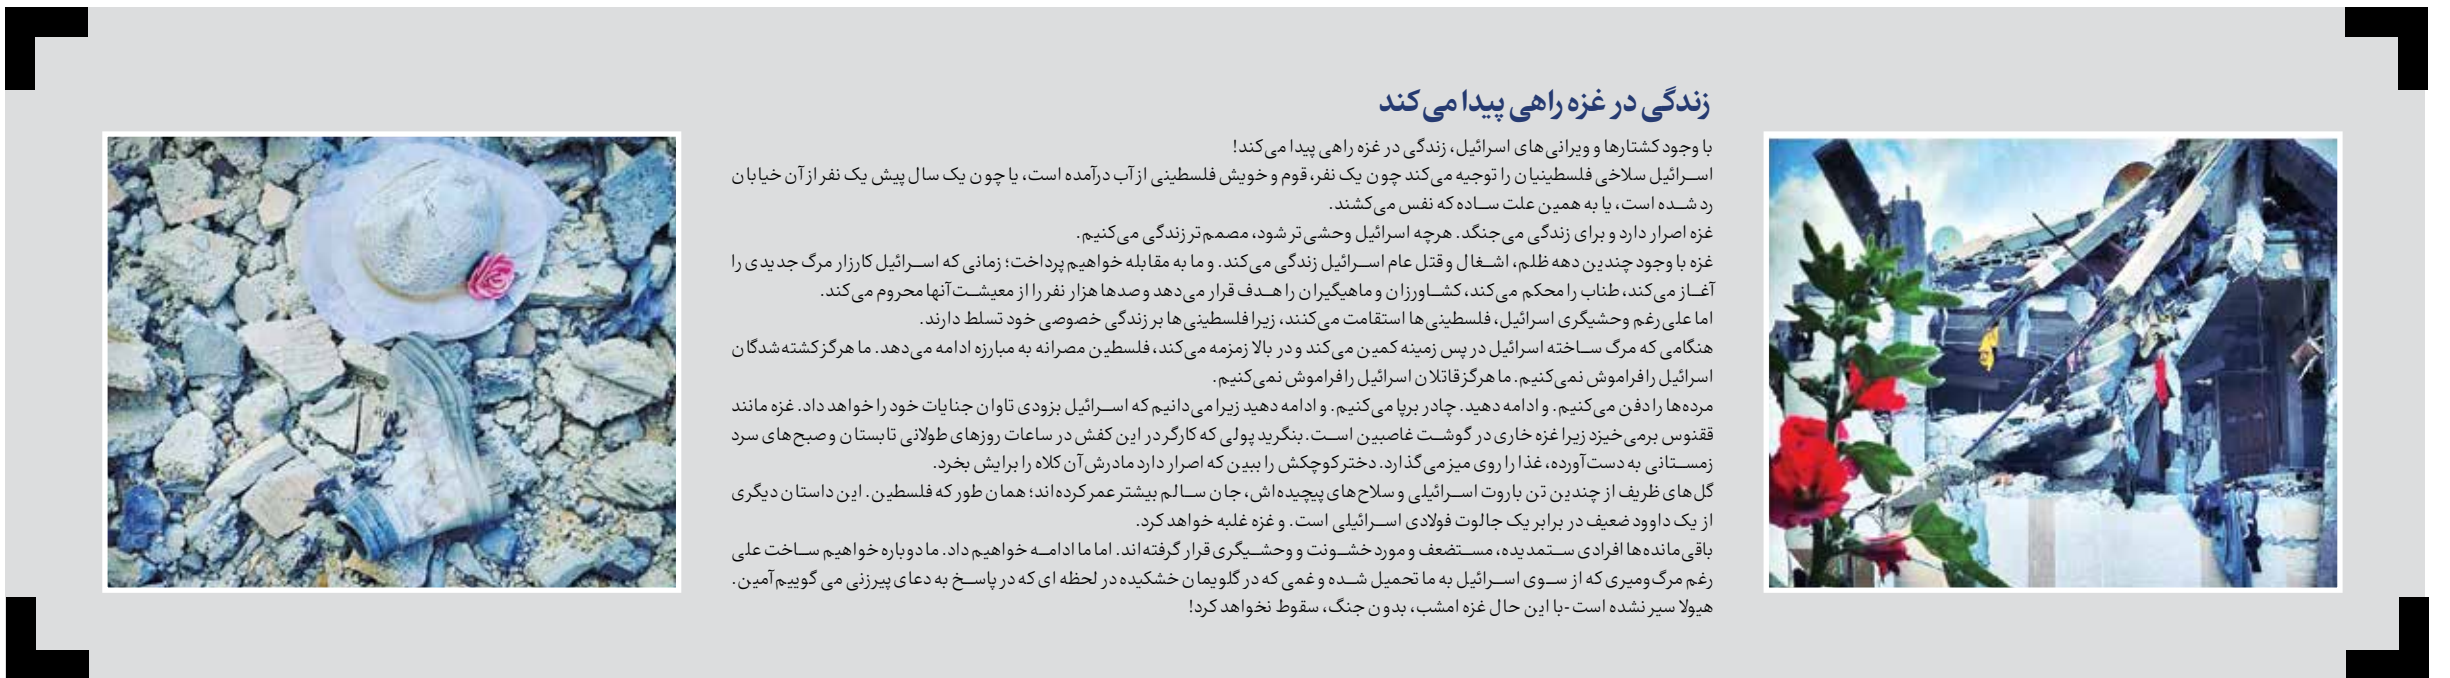 زندگی در غزه راهی پیدا می‌کند
با وجود کشتارها و ویرانی‌های اسرائیل، زندگی در غزه راهی پیدا می‌کند!
اسرائیل سلاخی فلسطینیان را توجیه می‌کند چون یک نفر، قوم و خویش فلسطینی از آب درآمده است، یا چون یک سال پیش یک نفر از آن خیابان
رد شده است، یا به همین علت ساده که نفس می‌کشند.
غزه اصرار دارد و برای زندگی می‌جنگد. هرچه اسرائیل وحشی‌تر شود، مصمم‌تر زندگی می‌کنیم.
غزه با وجود چندین دهه ظلم، اشغال و قتل عام اسرائیل زندگی می‌کند. و ما به مقابله خواهیم پرداخت؛ زمانی که اسرائیل کارزار مرگ جدیدی را
آغاز می‌کند، طناب را محکم می‌کند، کشاورزان و ماهیگیران را هدف قرار می‌دهد و صدها هزار نفر را از معیشت آنها محروم می‌کند.
اما علی‌رغم وحشیگری اسرائیل، فلسطینی‌ها استقامت می‌کنند، زیرا فلسطینی‌ها بر زندگی خصوصی خود تسلط دارند.
هنگامی که مرگ ساخته اسرائیل در پس زمینه کمین می‌کند و در بالا زمزمه می‌کند، فلسطین مصرانه به مبارزه ادامه می‌دهد. ما هرگز کشته‌شدگان
اسرائیل را فراموش نمی‌کنیم. ما هرگز قاتلان اسرائیل را فراموش نمی‌کنیم.
مرده‌ها را دفن می‌کنیم. و ادامه دهید. چادر برپا می‌کنیم. و ادامه دهید زیرا می‌دانیم که اسرائیل بزودی تاوان جنایات خود را خواهد داد. غزه مانند
ققنوس برمی‌خیزد زیرا غزه خاری در گوشت غاصبین است. بنگرید پولی که کارگر در این کفش در ساعات روزهای طولانی تابستان و صبح‌های سرد
زمستانی به دست آورده، غذا را روی میز می‌گذارد. دختر کوچکش را ببین که اصرار دارد مادرش آن کلاه را برایش بخرد.
گل‌های ظریف از چندین تن باروت اسرائیلی و سلاح‌های پیچیده‌اش، جان سالم بیشتر عمر کرده‌اند؛ همان طور که فلسطین. این داستان دیگری
از یک داوود ضعیف در برابر یک جالوت فولادی اسرائیلی است. و غزه غلبه خواهد کرد.
باقی‌مانده‌ها افرادی ستمدیده، مستضعف و مورد خشونت و وحشیگری قرار گرفته‌اند. اما ما ادامه خواهیم داد. ما دوباره خواهیم ساخت علی
رغم مرگ‌ومیری که از سوی اسرائیل به ما تحمیل شده و غمی که در گلویمان خشکیده در لحظه ای که در پاسخ به دعای پیرزنی می گوییم آمین.
هیولا سیر نشده است -با این حال غزه امشب، بدون جنگ، سقوط نخواهد کرد!